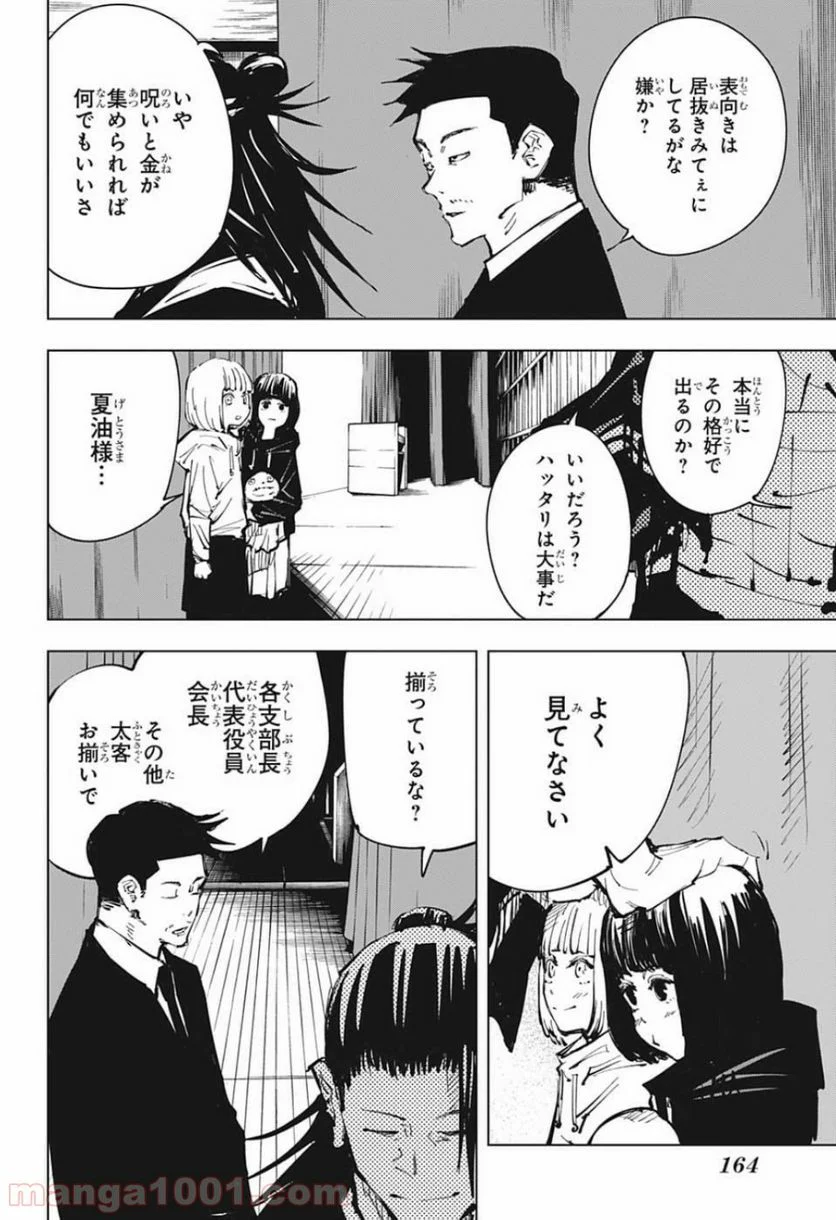 表向きは
居抜きみてぇに
してるがな
嫌か？
いや
呪いと金が
集められれば
何でもいいさ
本当に
その格好で
出るのか？
いいだろう？
ハッタリは大事だ
夏油様…
よく
見てなさい
揃っているな？
各支部長
代表役員
会長
その他
太客
お揃いで
164
manga1001.com